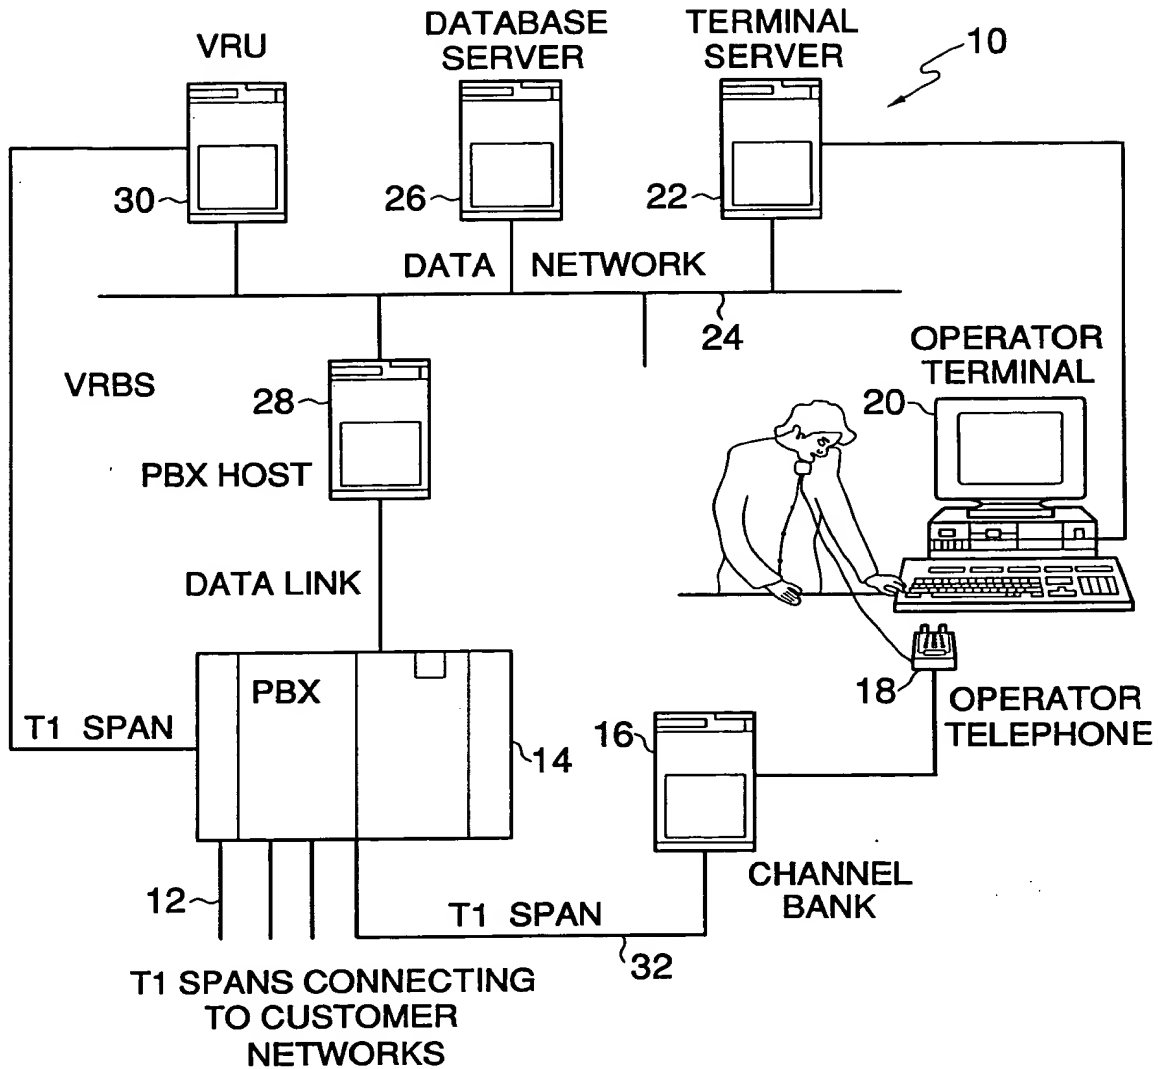 VRU
DATABASE
SERVER
TERMINAL
SERVER
10
30
26
22
DATA NETWORK
24
VRBS
28
PBX HOST
OPERATOR
TERMINAL
20
DATA LINK
PBX
T1 SPAN
14
16
18
OPERATOR
TELEPHONE
12
T1 SPAN
32
CHANNEL
BANK
T1 SPANS CONNECTING
TO CUSTOMER
NETWORKS